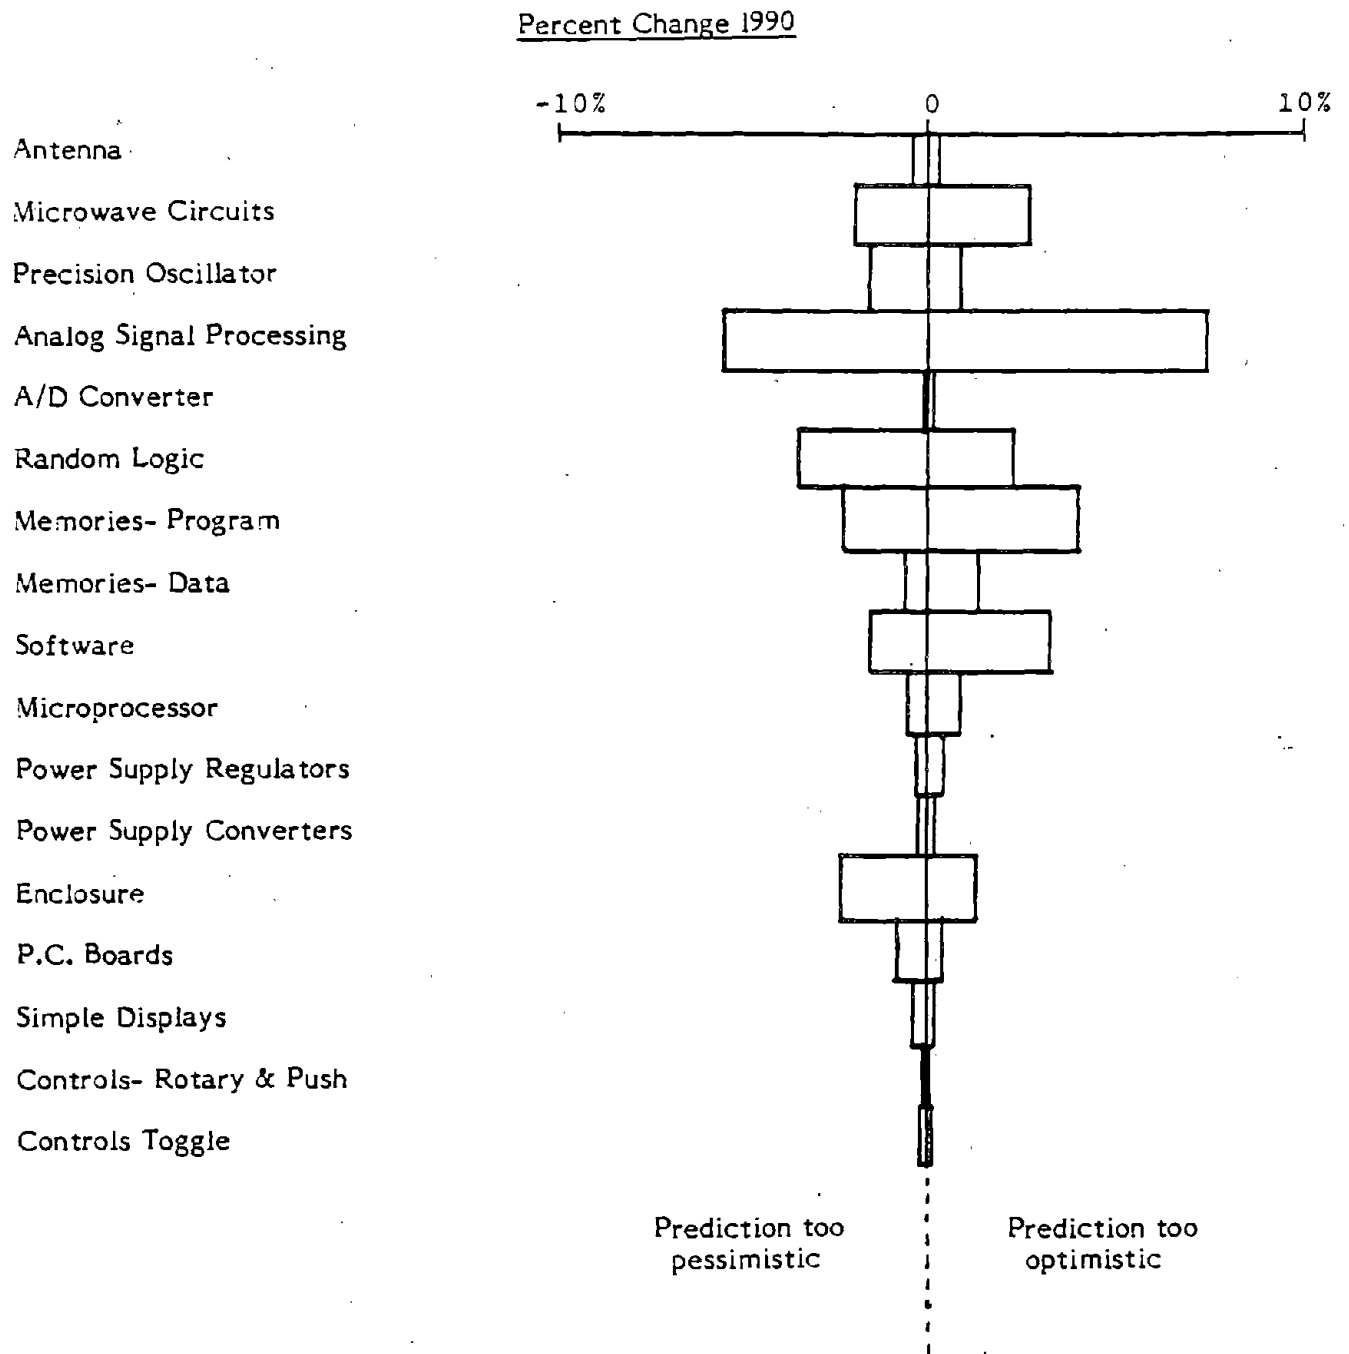 Percent Change 1990
-10% 0 10%
Antenna
Microwave Circuits
Precision Oscillator
Analog Signal Processing
A/D Converter
Random Logic
Memories- Program
Memories- Data
Software
Microprocessor
Power Supply Regulators
Power Supply Converters
Enclosure
P.C. Boards
Simple Displays
Controls- Rotary & Push
Controls Toggle
Prediction too
pessimistic
Prediction too
optimistic